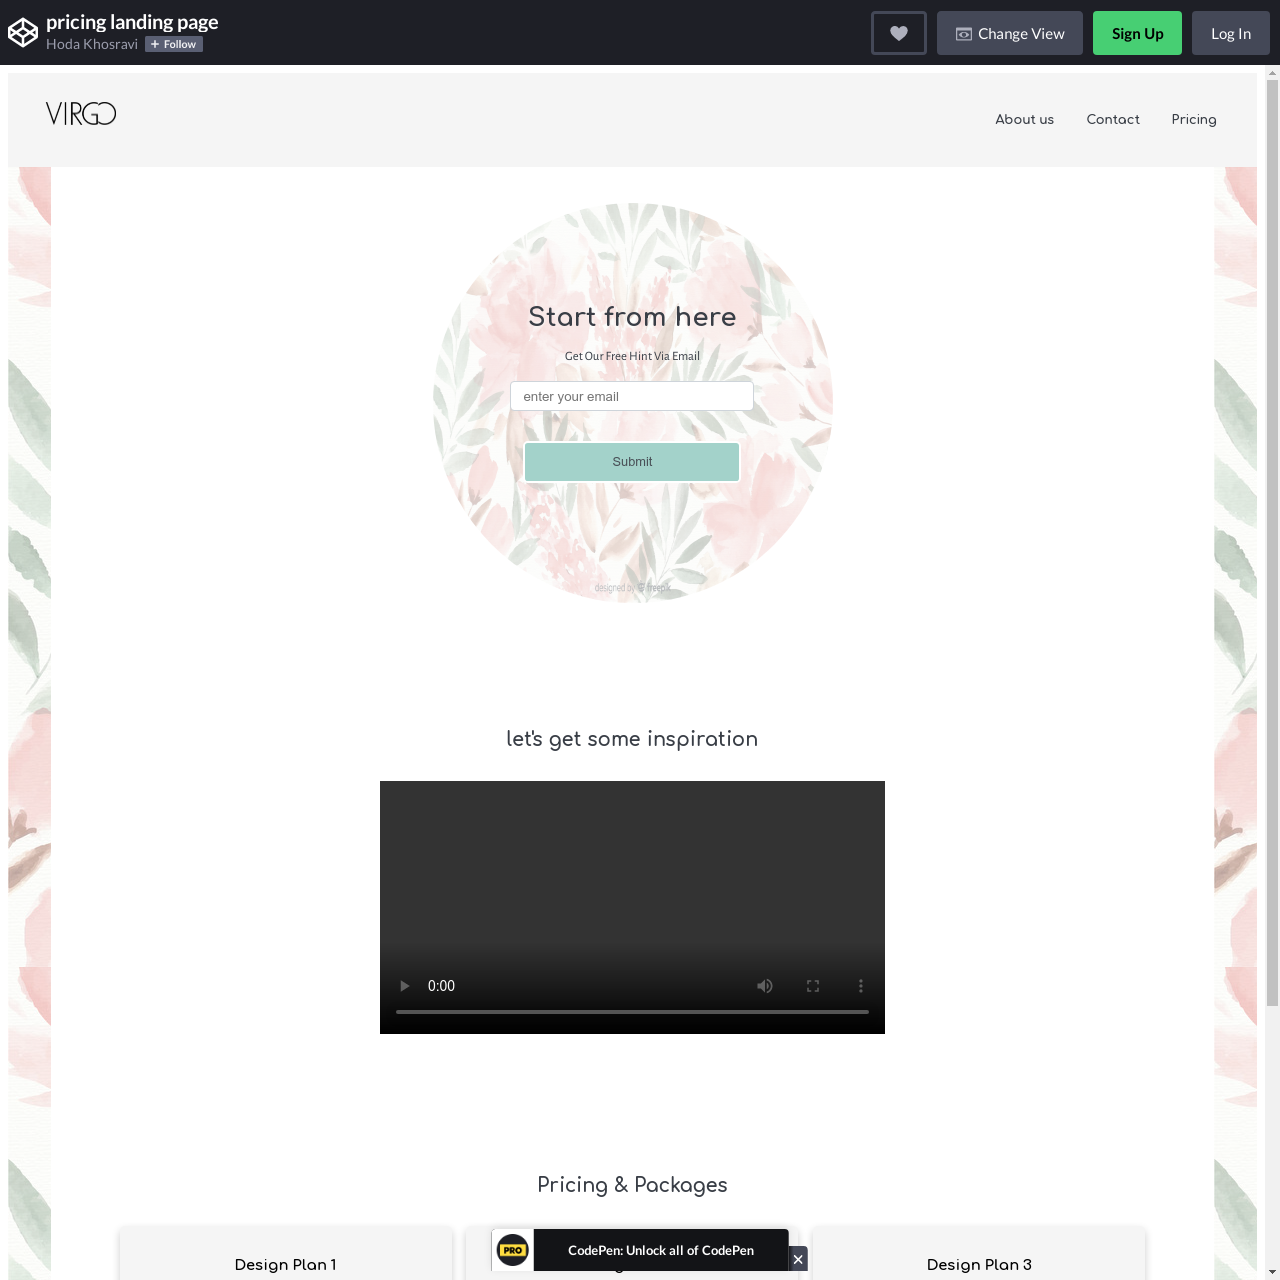 pricing landing page
Hoda Khosravi
+ Follow
Change View
Sign Up
Log In
VIRGO
About us
Contact
Pricing
Start from here
Get Our Free Hint Via Email
enter your email
Submit
designed by freepik
let's get some inspiration
0:00
Pricing & Packages
Design Plan 1
PRO
CodePen: Unlock all of CodePen
Design Plan 3